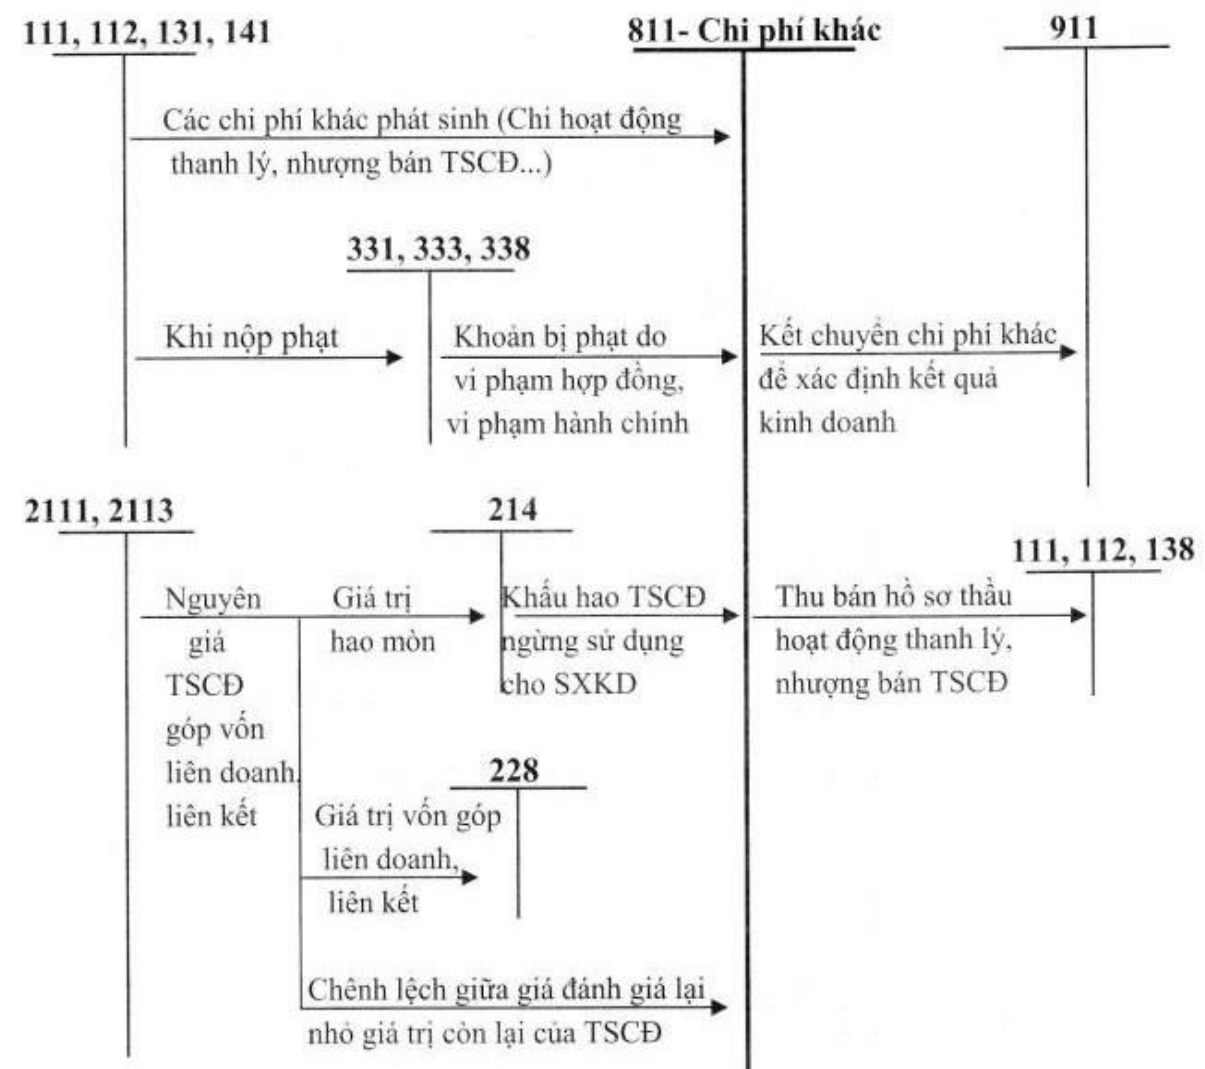 111, 112, 131, 141
811- Chi phí khác
911
Các chi phí khác phát sinh (Chi hoạt động
thanh lý, nhượng bán TSCĐ...)
331, 333, 338
Khi nộp phạt
Khoản bị phạt do
vi phạm hợp đồng,
vi phạm hành chính
Kết chuyển chi phí khác
để xác định kết quả
kinh doanh
2111, 2113
214
111, 112, 138
Nguyên
giá
TSCĐ
góp vốn
liên doanh,
liên kết
Giá trị
hao mòn
Khấu hao TSCĐ
ngừng sử dụng
cho SXKD
Thu bán hồ sơ thầu
hoạt động thanh lý,
nhượng bán TSCĐ
228
Giá trị vốn góp
liên doanh,
liên kết
Chênh lệch giữa giá đánh giá lại
nhỏ giá trị còn lại của TSCĐ